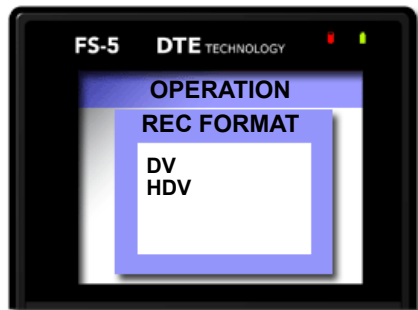 FS-5 DTE TECHNOLOGY
OPERATION
REC FORMAT
DV
HDV